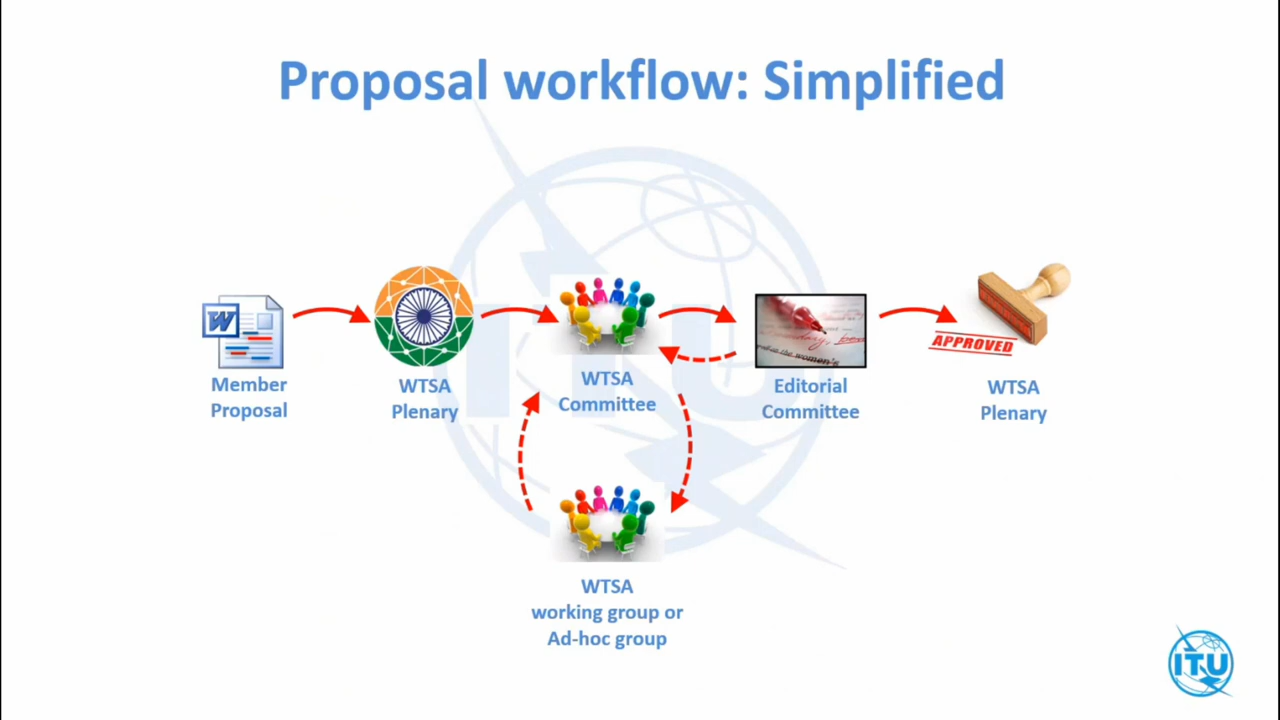 Proposal workflow: Simplified
W
Member
Proposal
WTSA
Plenary
WTSA
Committee
Editorial
Committee
APPROVED
WTSA
Plenary
WTSA
working group or
Ad-hoc group
ITU
ITU